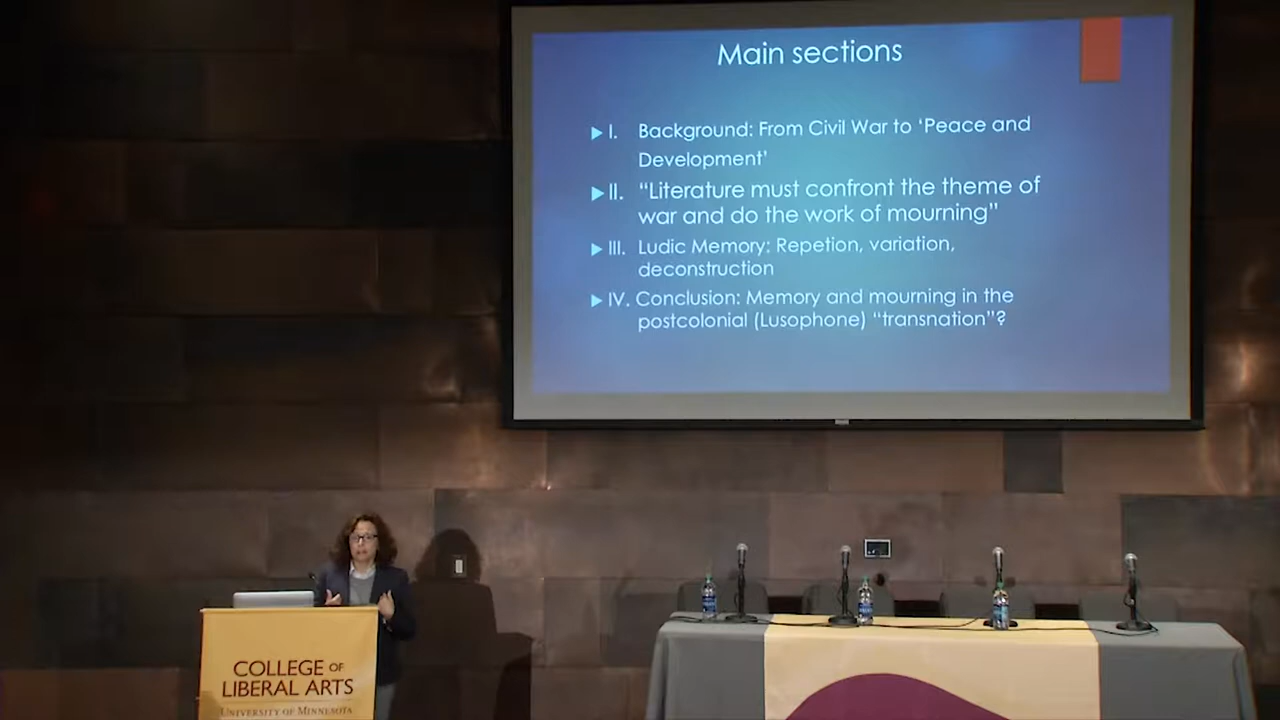 Main sections
▶ I. Background: From Civil War to ‘Peace and
Development’
▶ II. “Literature must confront the theme of
war and do the work of mourning”
▶ III. Ludic Memory: Repetion, variation,
deconstruction
▶ IV. Conclusion: Memory and mourning in the
postcolonial (Lusophone) “transnation”?
COLLEGE OF
LIBERAL ARTS
UNIVERSITY OF MINNESOTA